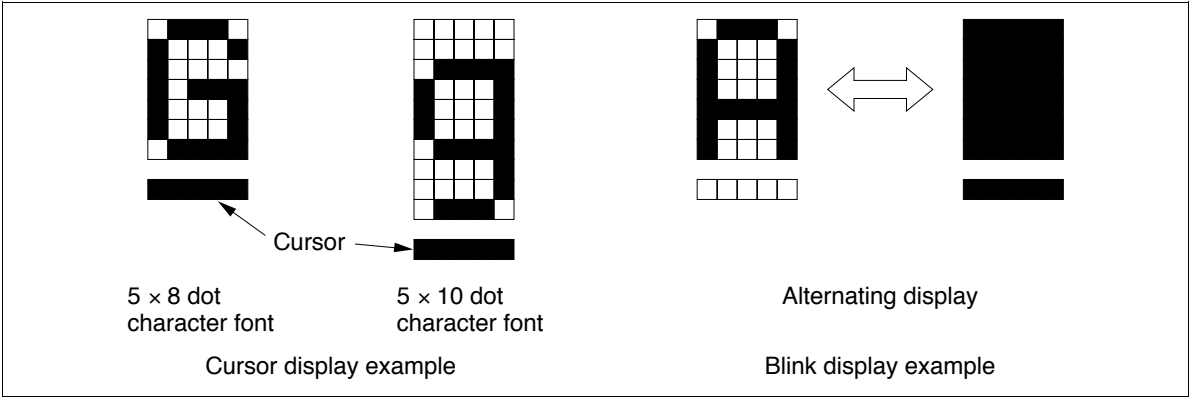 Cursor
5 × 8 dot
character font
5 × 10 dot
character font
Alternating display
Cursor display example
Blink display example